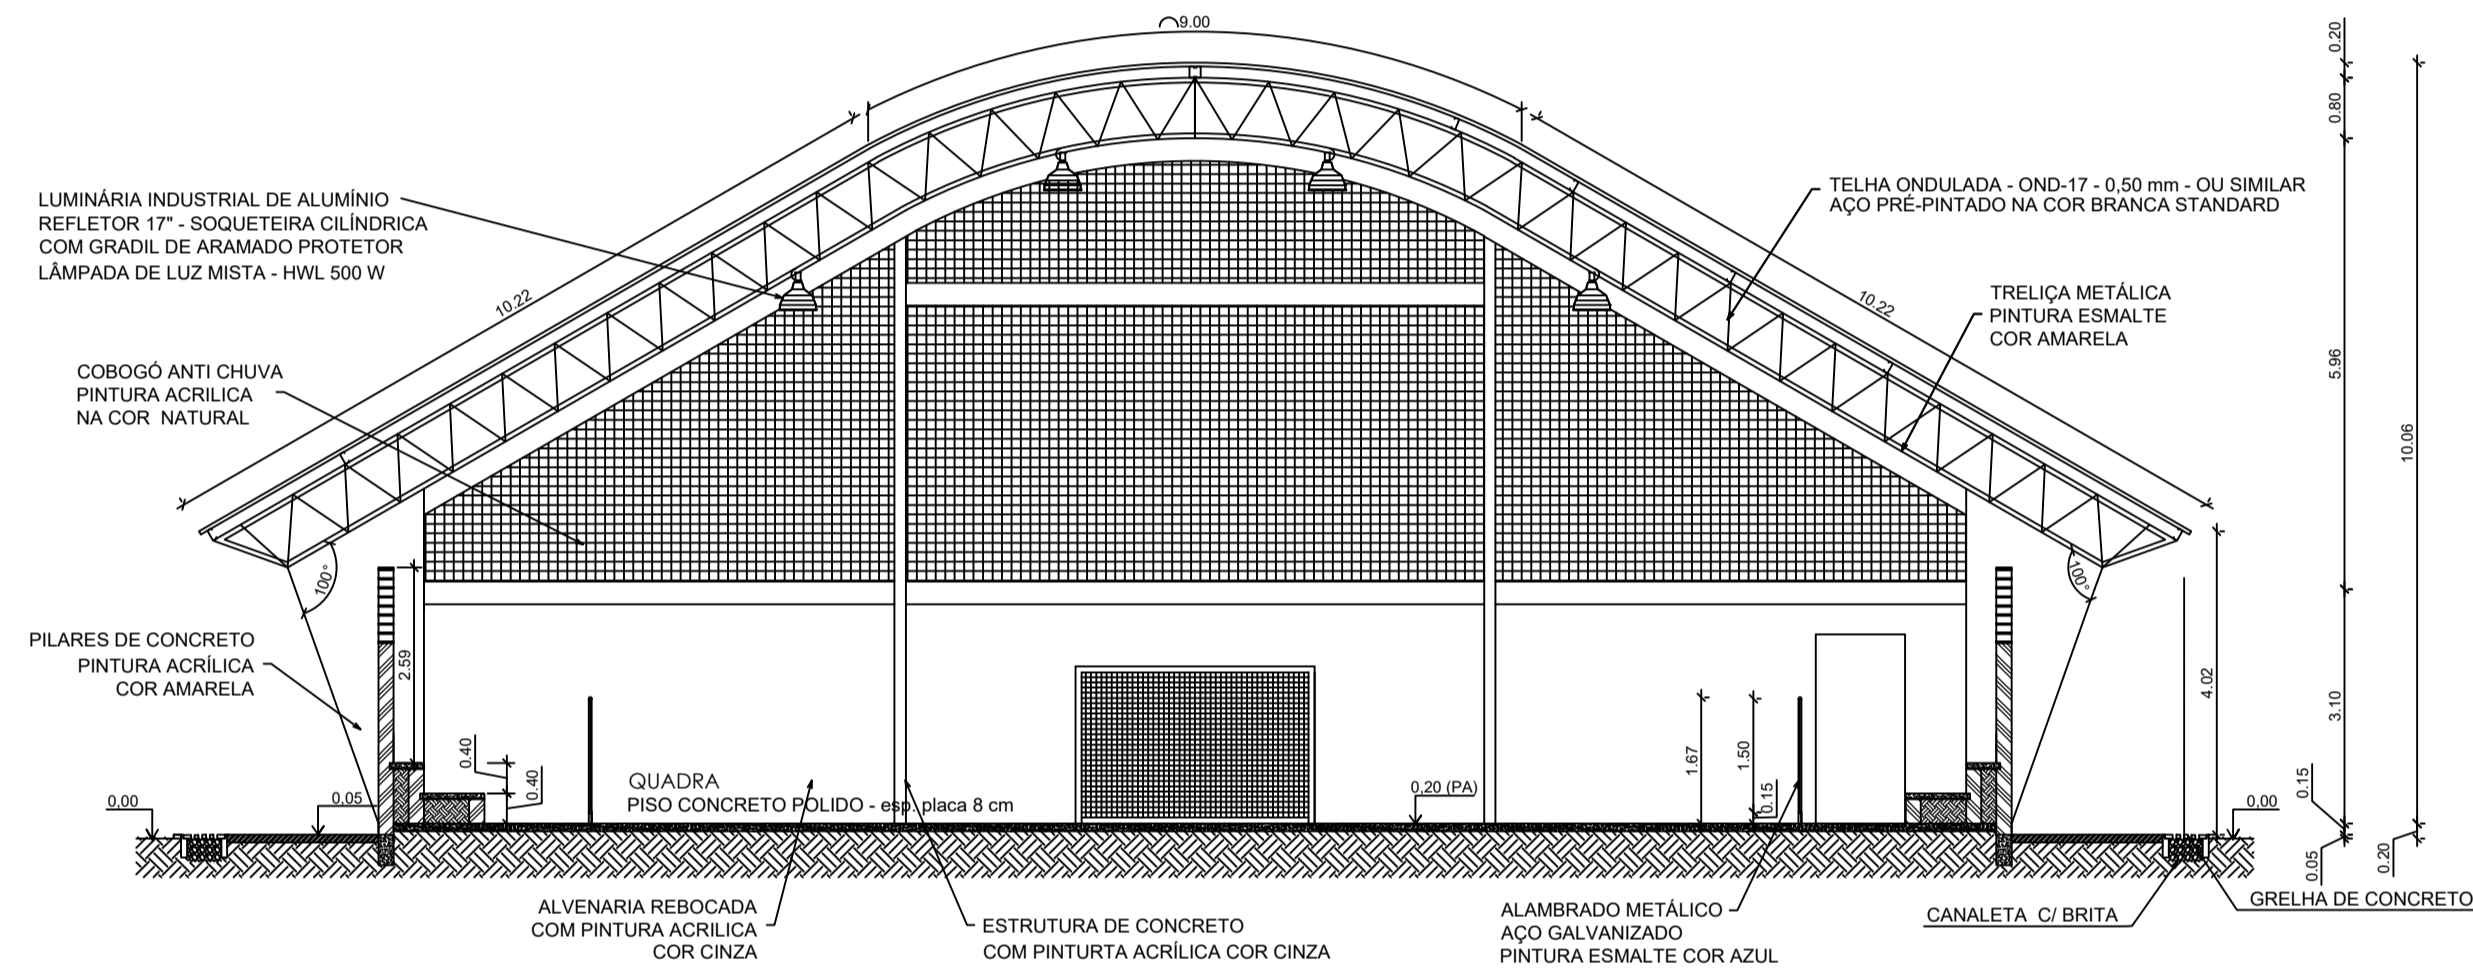 9.00
0.20
0.80
LUMINÁRIA INDUSTRIAL DE ALUMÍNIO
REFLETOR 17" - SOQUETEIRA CILÍNDRICA
COM GRADIL DE ARAMADO PROTETOR
LÂMPADA DE LUZ MISTA - HWL 500 W
TELHA ONDULADA - OND-17 - 0,50 mm - OU SIMILAR
AÇO PRÉ-PINTADO NA COR BRANCA STANDARD
10.22
10.22
TRELIÇA METÁLICA
PINTURA ESMALTE
COR AMARELA
COBOGÓ ANTI CHUVA
PINTURA ACRILICA
NA COR NATURAL
5.96
10.06
100°
100°
PILARES DE CONCRETO
PINTURA ACRÍLICA
COR AMARELA
2.59
4.02
3.10
0.40
0.40
QUADRA
PISO CONCRETO POLIDO - esp. placa 8 cm
0,20 (PA)
1.67
1.50
0.15
0,00
0,05
0,00
0.15
0.05
0.20
ALVENARIA REBOCADA
COM PINTURA ACRILICA
COR CINZA
ESTRUTURA DE CONCRETO
COM PINTURTA ACRÍLICA COR CINZA
ALAMBRADO METÁLICO
AÇO GALVANIZADO
PINTURA ESMALTE COR AZUL
CANALETA C/ BRITA
GRELHA DE CONCRETO